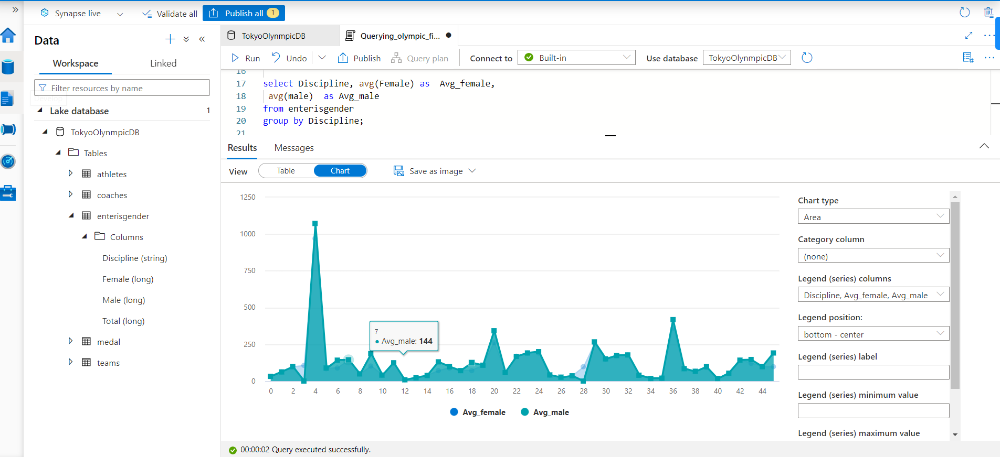 Synapse live
Validate all
Publish all 1
Data
Workspace
Linked
Filter resources by name
Develop
Lake database 1
TokyoOlynmpicDB
Tables
athletes
coaches
enterisgender
Columns
Discipline (string)
Female (long)
Male (long)
Total (long)
medal
teams
TokyoOlynmpicDB
Querying_olympic_fi...
Run
Undo
Publish
Query plan
Connect to
Built-in
Use database
TokyoOlynmpicDB
16
17 select Discipline, avg(Female) as Avg_female,
18 avg(male) as Avg_male
19 from enterisgender
20 group by Discipline;
21
Results
Messages
View
Table
Chart
Save as image
1250
1000
750
500
250
0
7
Avg_male: 144
0 2 4 6 8 10 12 14 16 18 20 22 24 26 28 30 32 34 36 38 40 42 44
Avg_female
Avg_male
Chart type
Area
Category column
(none)
Legend (series) columns
Discipline, Avg_female, Avg_male
Legend position:
bottom - center
Legend (series) label
Legend (series) minimum value
Legend (series) maximum value
00:00:02 Query executed successfully.